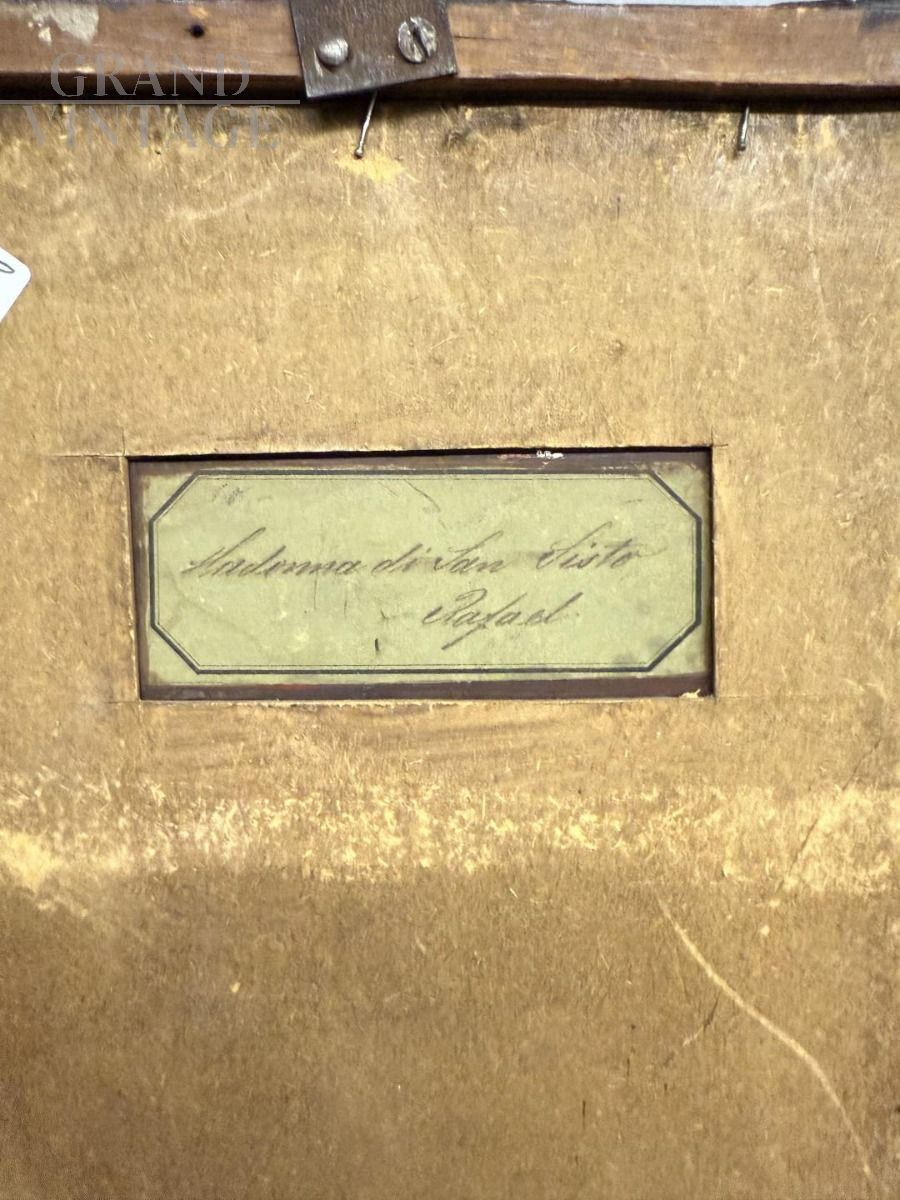 GRAND
VINTAGE
Madonna di San Sisto
Rafael